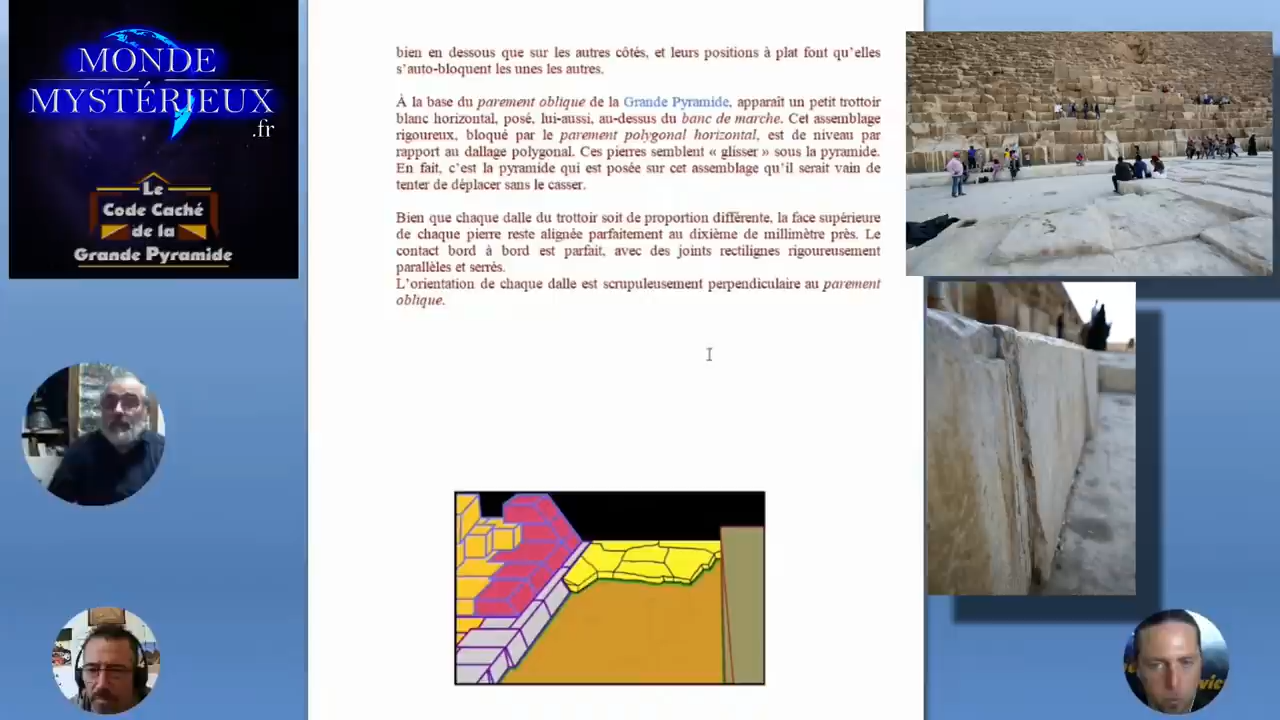 MONDE
MYSTÉRIEUX
.fr
Le
Code Caché
de la
Grande Pyramide
bien en dessous que sur les autres côtés, et leurs positions à plat font qu'elles
s'auto-bloquent les unes les autres.
À la base du parement oblique de la Grande Pyramide, apparaît un petit trottoir
blanc horizontal, posé, lui-aussi, au-dessus du banc de marche. Cet assemblage
rigoureux, bloqué par le parement polygonal horizontal, est de niveau par
rapport au dallage polygonal. Ces pierres semblent « glisser » sous la pyramide.
En fait, c'est la pyramide qui est posée sur cet assemblage qu'il serait vain de
tenter de déplacer sans le casser.
Bien que chaque dalle du trottoir soit de proportion différente, la face supérieure
de chaque pierre reste alignée parfaitement au dixième de millimètre près. Le
contact bord à bord est parfait, avec des joints rectilignes rigoureusement
parallèles et serrés.
L'orientation de chaque dalle est scrupuleusement perpendiculaire au parement
oblique.